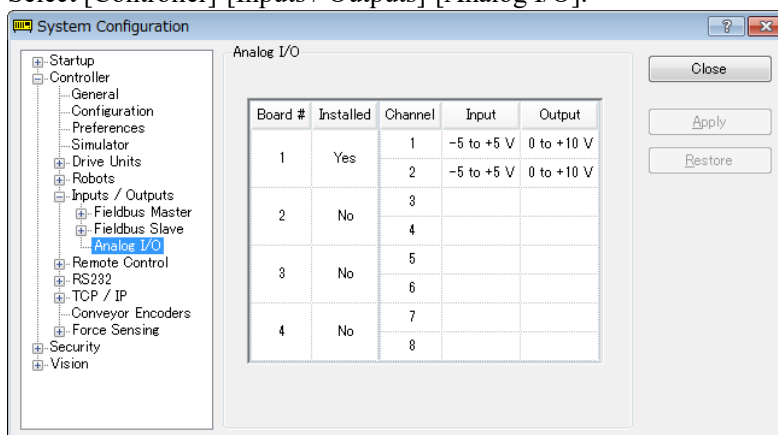 Select [Controller]-[Inputs / Outputs]-[Analog I/O].
System Configuration
Startup
Controller
General
Configuration
Preferences
Simulator
Drive Units
Robots
Inputs / Outputs
Fieldbus Master
Fieldbus Slave
Analog I/O
Remote Control
RS232
TCP / IP
Conveyor Encoders
Force Sensing
Security
Vision
Analog I/O
Board # Installed Channel Input Output
1 Yes 1 -5 to +5 V 0 to +10 V
2 -5 to +5 V 0 to +10 V
2 No 3
4
3 No 5
6
4 No 7
8
Close
Apply
Restore